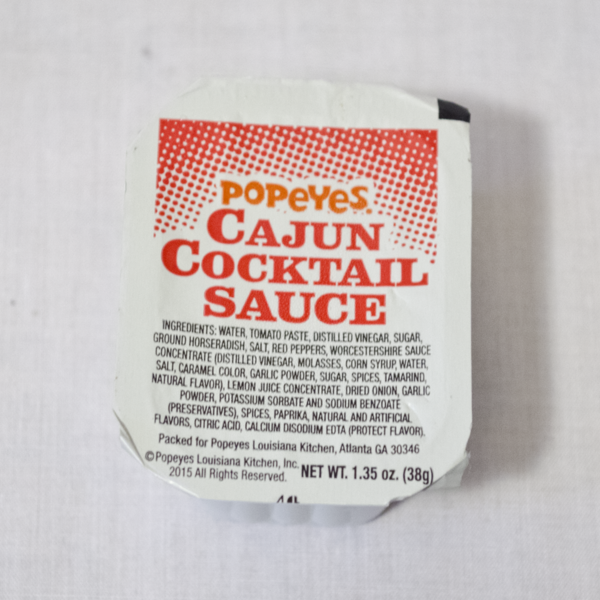 POPEYES.
CAJUN
COCKTAIL
SAUCE
INGREDIENTS: WATER, TOMATO PASTE, DISTILLED VINEGAR, SUGAR,
GROUND HORSERADISH, SALT, RED PEPPERS, WORCESTERSHIRE SAUCE
CONCENTRATE (DISTILLED VINEGAR, MOLASSES, CORN SYRUP, WATER,
SALT, CARAMEL COLOR, GARLIC POWDER, SUGAR, SPICES, TAMARIND,
NATURAL FLAVOR), LEMON JUICE CONCENTRATE, DRIED ONION, GARLIC
POWDER, POTASSIUM SORBATE AND SODIUM BENZOATE
(PRESERVATIVES), SPICES, PAPRIKA, NATURAL AND ARTIFICIAL
FLAVORS, CITRIC ACID, CALCIUM DISODIUM EDTA (PROTECT FLAVOR).
Packed for Popeyes Louisiana Kitchen, Atlanta GA 30346
©Popeyes Louisiana Kitchen, Inc.
2015 All Rights Reserved. NET WT. 1.35 oz. (38g)